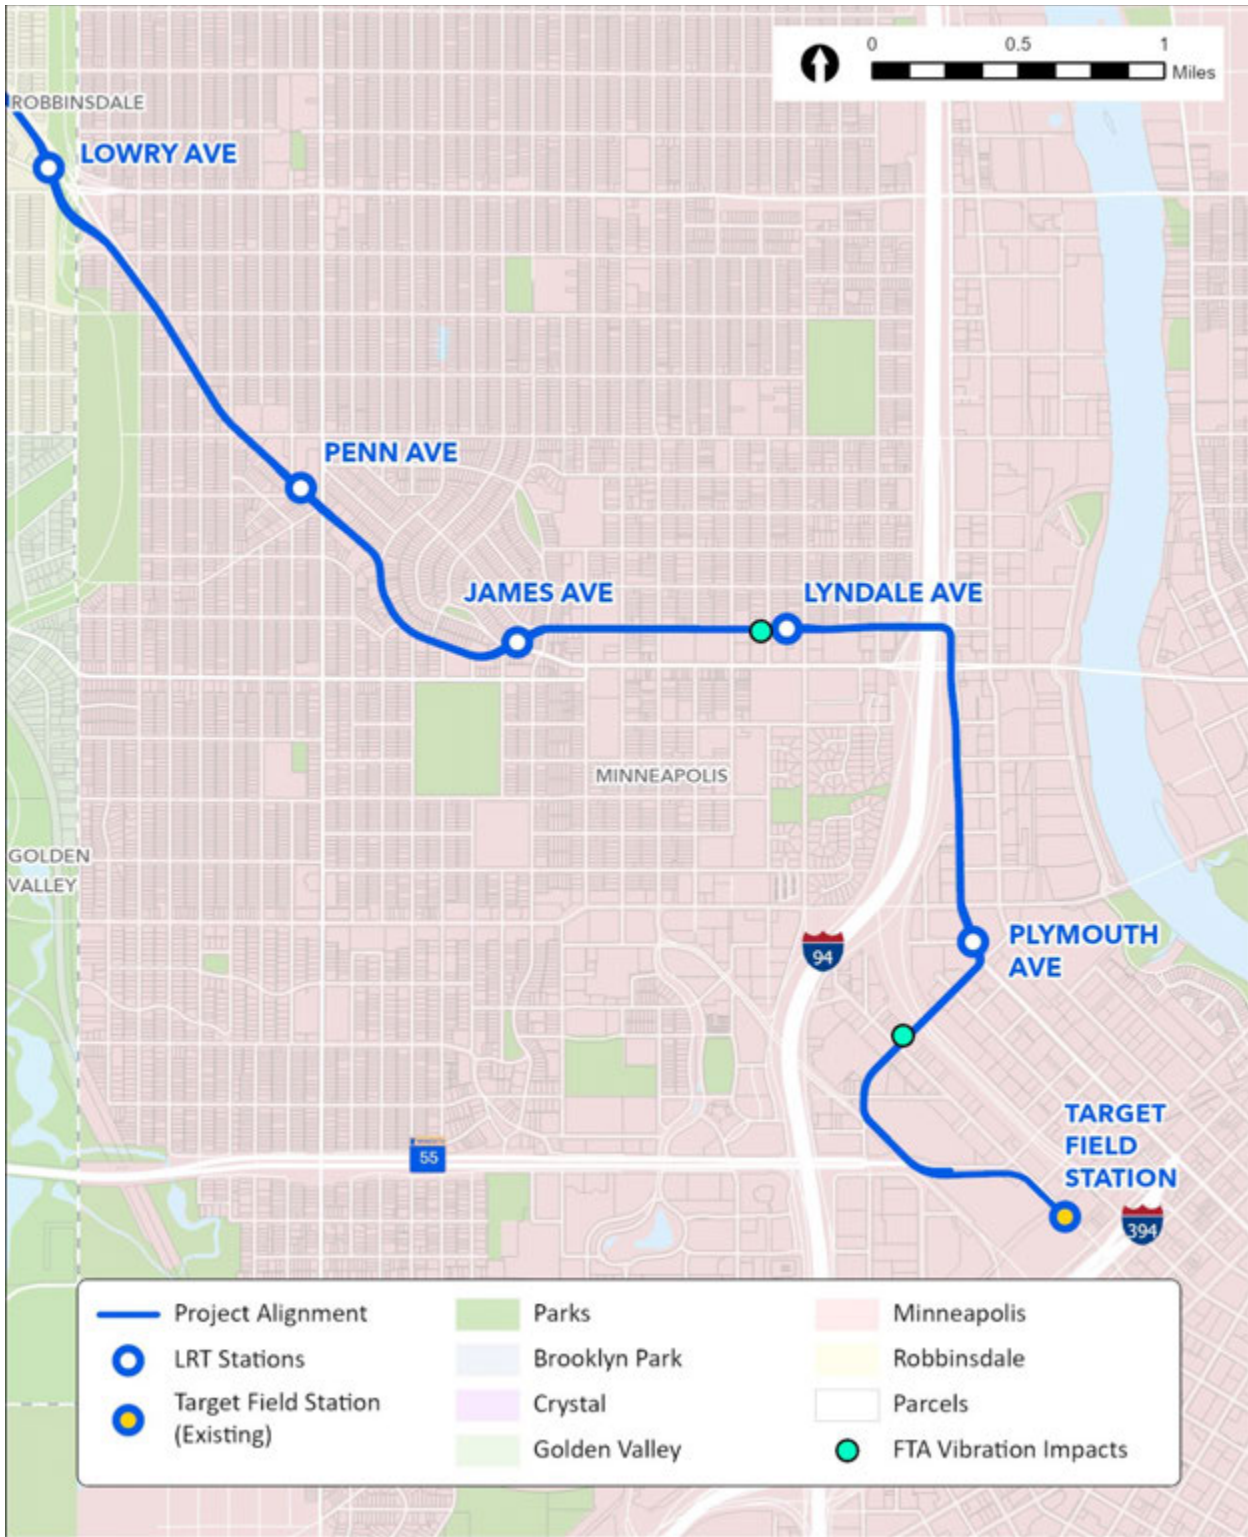 0 0.5 1
Miles
ROBBINSDALE
LOWRY AVE
PENN AVE
JAMES AVE
LYNDALE AVE
MINNEAPOLIS
GOLDEN
VALLEY
PLYMOUTH
AVE
94
TARGET
FIELD
STATION
55
394
Project Alignment
LRT Stations
Target Field Station
(Existing)
Parks
Brooklyn Park
Crystal
Golden Valley
Minneapolis
Robbinsdale
Parcels
FTA Vibration Impacts